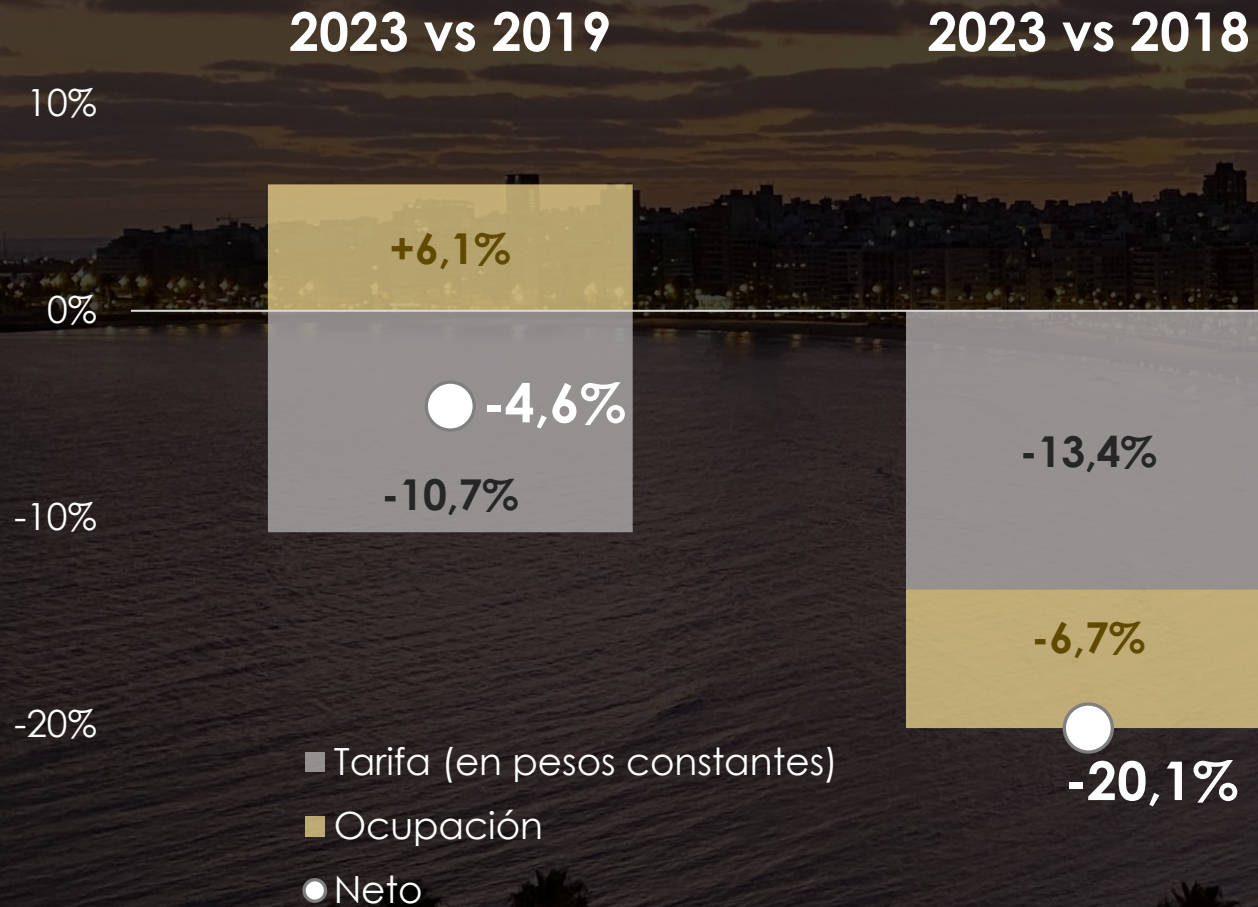 2023 vs 2019
2023 vs 2018
10%
+6,1%
0%
-4,6%
-13,4%
-10,7%
-10%
-6,7%
-20%
Tarifa (en pesos constantes)
-20,1%
Ocupación
Neto